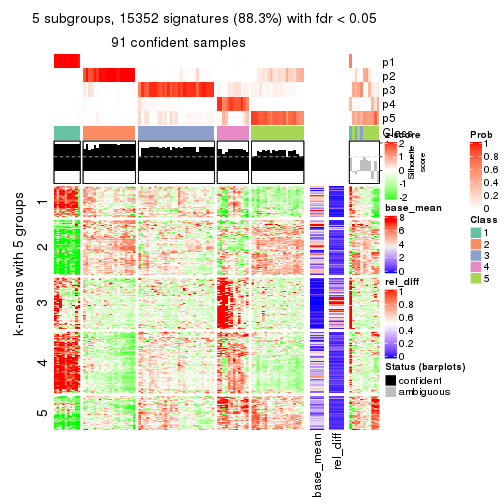 5 subgroups, 15352 signatures (88.3%) with fdr < 0.05
91 confident samples
p1
p2
p3
p4
p5
Class
Silhouette
score
z-score
2
1
0
-1
-2
base_mean
8
6
4
2
0
rel_diff
1
0.8
0.6
0.4
0.2
0
Status (barplots)
confident
ambiguous
Prob
1
0.8
0.6
0.4
0.2
0
Class
1
2
3
4
5
k-means with 5 groups
1
2
3
4
5
base_mean
rel_diff